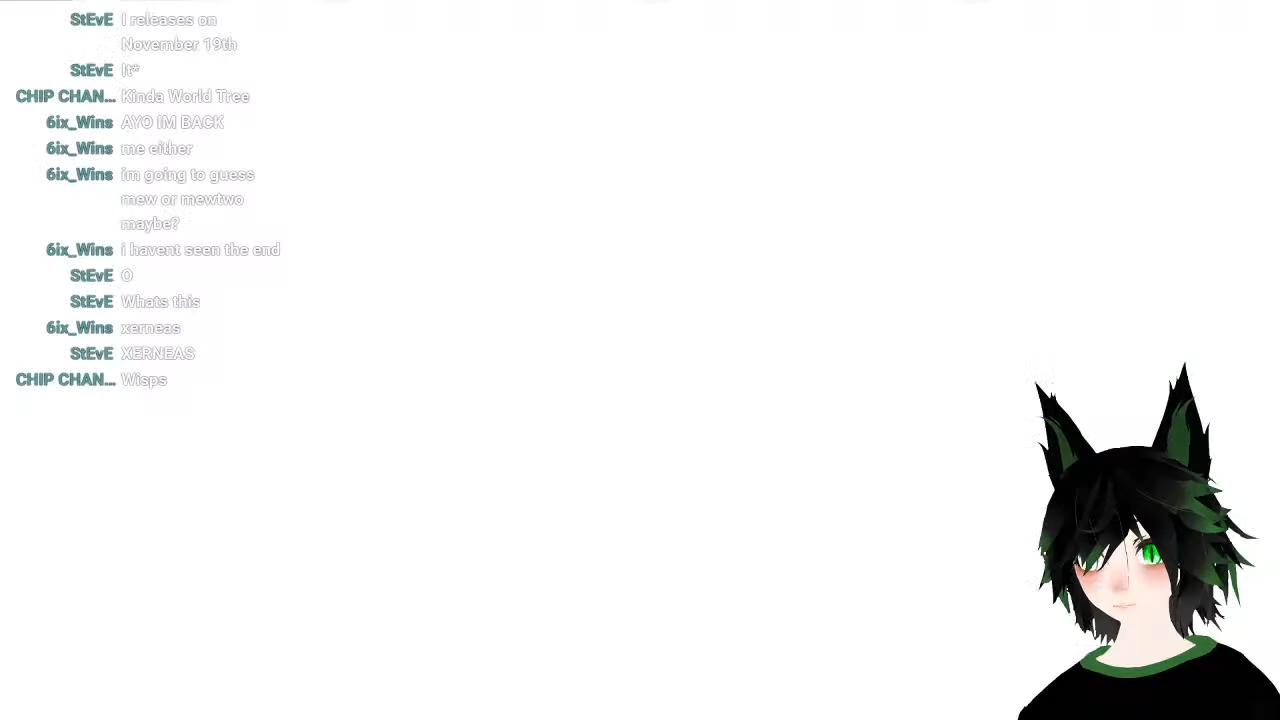 StEvE I releases on
November 19th
StEvE It*
CHIP CHAN... Kinda World Tree
6ix_Wins AYO IM BACK
6ix_Wins me either
6ix_Wins im going to guess
mew or mewtwo
maybe?
6ix_Wins i havent seen the end
StEvE O
StEvE Whats this
6ix_Wins xerneas
StEvE XERNEAS
CHIP CHAN... Wisps